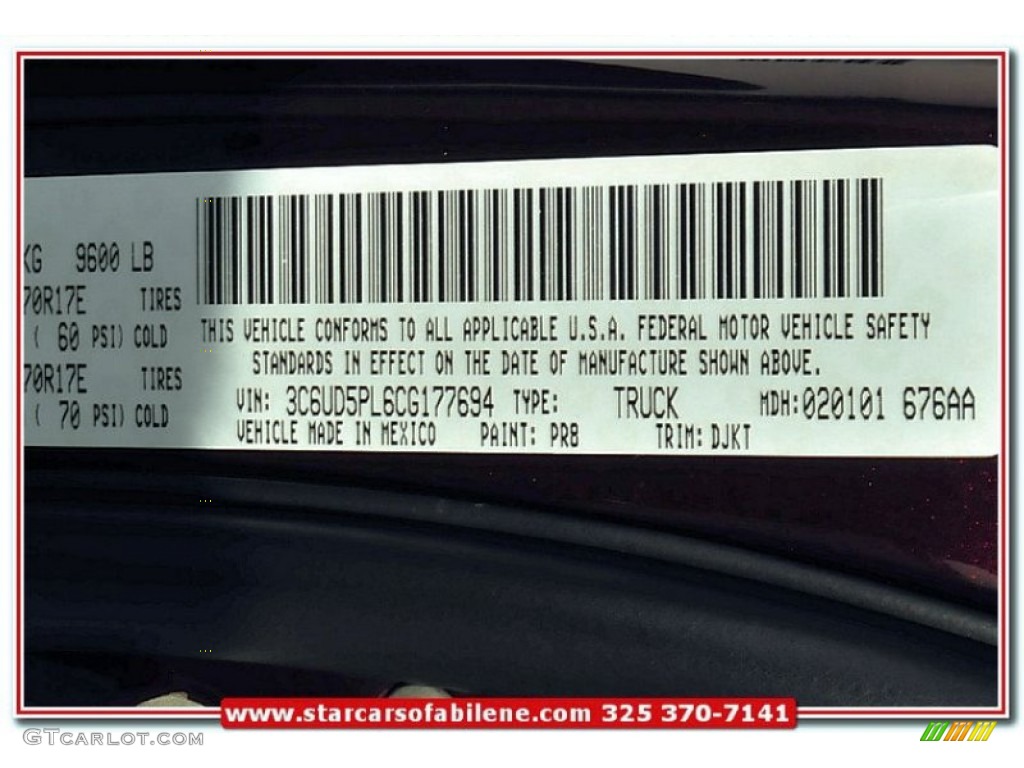 KG 9600 LB
70R17E TIRES
( 60 PSI) COLD
70R17E TIRES
( 70 PSI) COLD
THIS VEHICLE CONFORMS TO ALL APPLICABLE U.S.A. FEDERAL MOTOR VEHICLE SAFETY
STANDARDS IN EFFECT ON THE DATE OF MANUFACTURE SHOWN ABOVE.
VIN: 3C6UD5PL6CG177694 TYPE: TRUCK MDH:020101 676AA
VEHICLE MADE IN MEXICO PAINT: PR8 TRIM: DJKT
www.starcarsofabilene.com 325 370-7141
GTCARLOT.COM